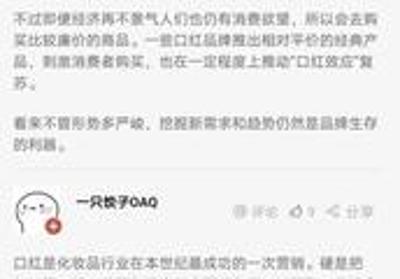 不过即便经济再不景气人们也仍有消费欲望，所以会去购
买比较廉价的商品。一些口红品牌推出相对平价的经典产
品，刺激消费者购买，也在一定程度上推动“口红效应”复
苏。
看来不管形势多严峻，挖掘新需求和趋势仍然是品牌生存
的利器。
一只饺子OAQ
评论 9 分享
口红是化妆品行业在本世纪最成功的一次营销。硬是把